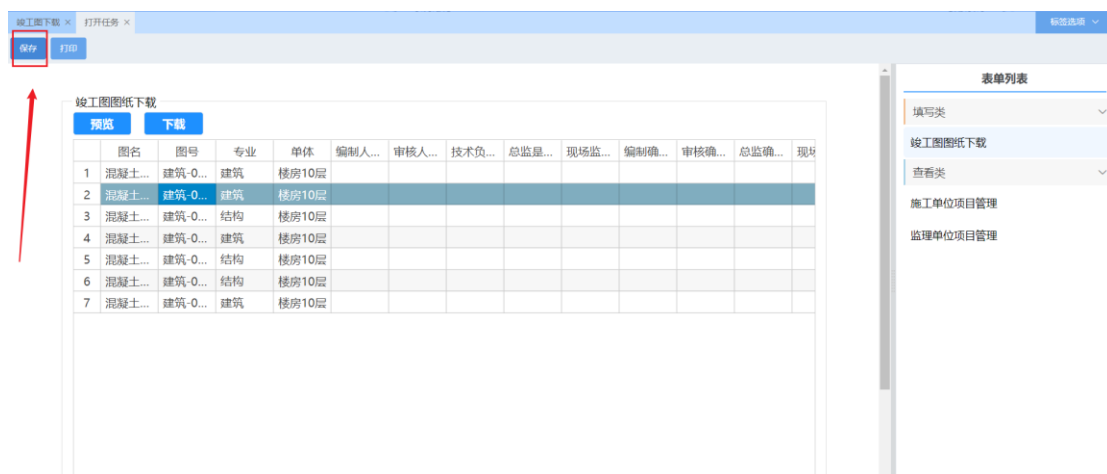 竣工图下载 × 打开任务 × 标签选项
保存 打印
表单列表
竣工图图纸下载
预览 下载
填写类
竣工图图纸下载
查看类
施工单位项目管理
监理单位项目管理
图名 图号 专业 单体 编制人... 审核人... 技术负... 总监是... 现场监... 编制确... 审核确... 总监确... 现场
1 混凝土... 建筑-0... 建筑 楼房10层
2 混凝土... 建筑-0... 建筑 楼房10层
3 混凝土... 建筑-0... 结构 楼房10层
4 混凝土... 建筑-0... 建筑 楼房10层
5 混凝土... 建筑-0... 结构 楼房10层
6 混凝土... 建筑-0... 结构 楼房10层
7 混凝土... 建筑-0... 建筑 楼房10层